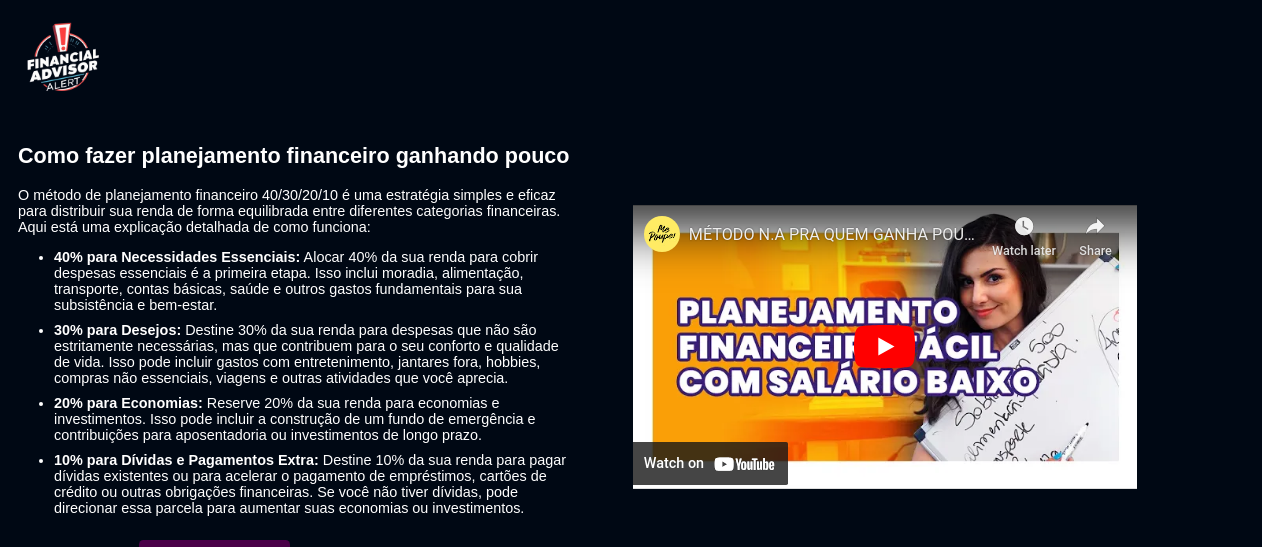 FINANCIAL
ADVISOR
ALERT
Como fazer planejamento financeiro ganhando pouco
O método de planejamento financeiro 40/30/20/10 é uma estratégia simples e eficaz
para distribuir sua renda de forma equilibrada entre diferentes categorias financeiras.
Aqui está uma explicação detalhada de como funciona:
• 40% para Necessidades Essenciais: Alocar 40% da sua renda para cobrir
despesas essenciais é a primeira etapa. Isso inclui moradia, alimentação,
transporte, contas básicas, saúde e outros gastos fundamentais para sua
subsistência e bem-estar.
• 30% para Desejos: Destine 30% da sua renda para despesas que não são
estritamente necessárias, mas que contribuem para o seu conforto e qualidade
de vida. Isso pode incluir gastos com entretenimento, jantares fora, hobbies,
compras não essenciais, viagens e outras atividades que você aprecia.
• 20% para Economias: Reserve 20% da sua renda para economias e
investimentos. Isso pode incluir a construção de um fundo de emergência e
contribuições para aposentadoria ou investimentos de longo prazo.
• 10% para Dívidas e Pagamentos Extra: Destine 10% da sua renda para pagar
dívidas existentes ou para acelerar o pagamento de empréstimos, cartões de
crédito ou outras obrigações financeiras. Se você não tiver dívidas, pode
direcionar essa parcela para aumentar suas economias ou investimentos.
Me Poupe!
MÉTODO N.A PRA QUEM GANHA POU...
Watch later
Share
PLANEJAMENTO
FINANCEIRO FÁCIL
COM SALÁRIO BAIXO
Watch on YouTube